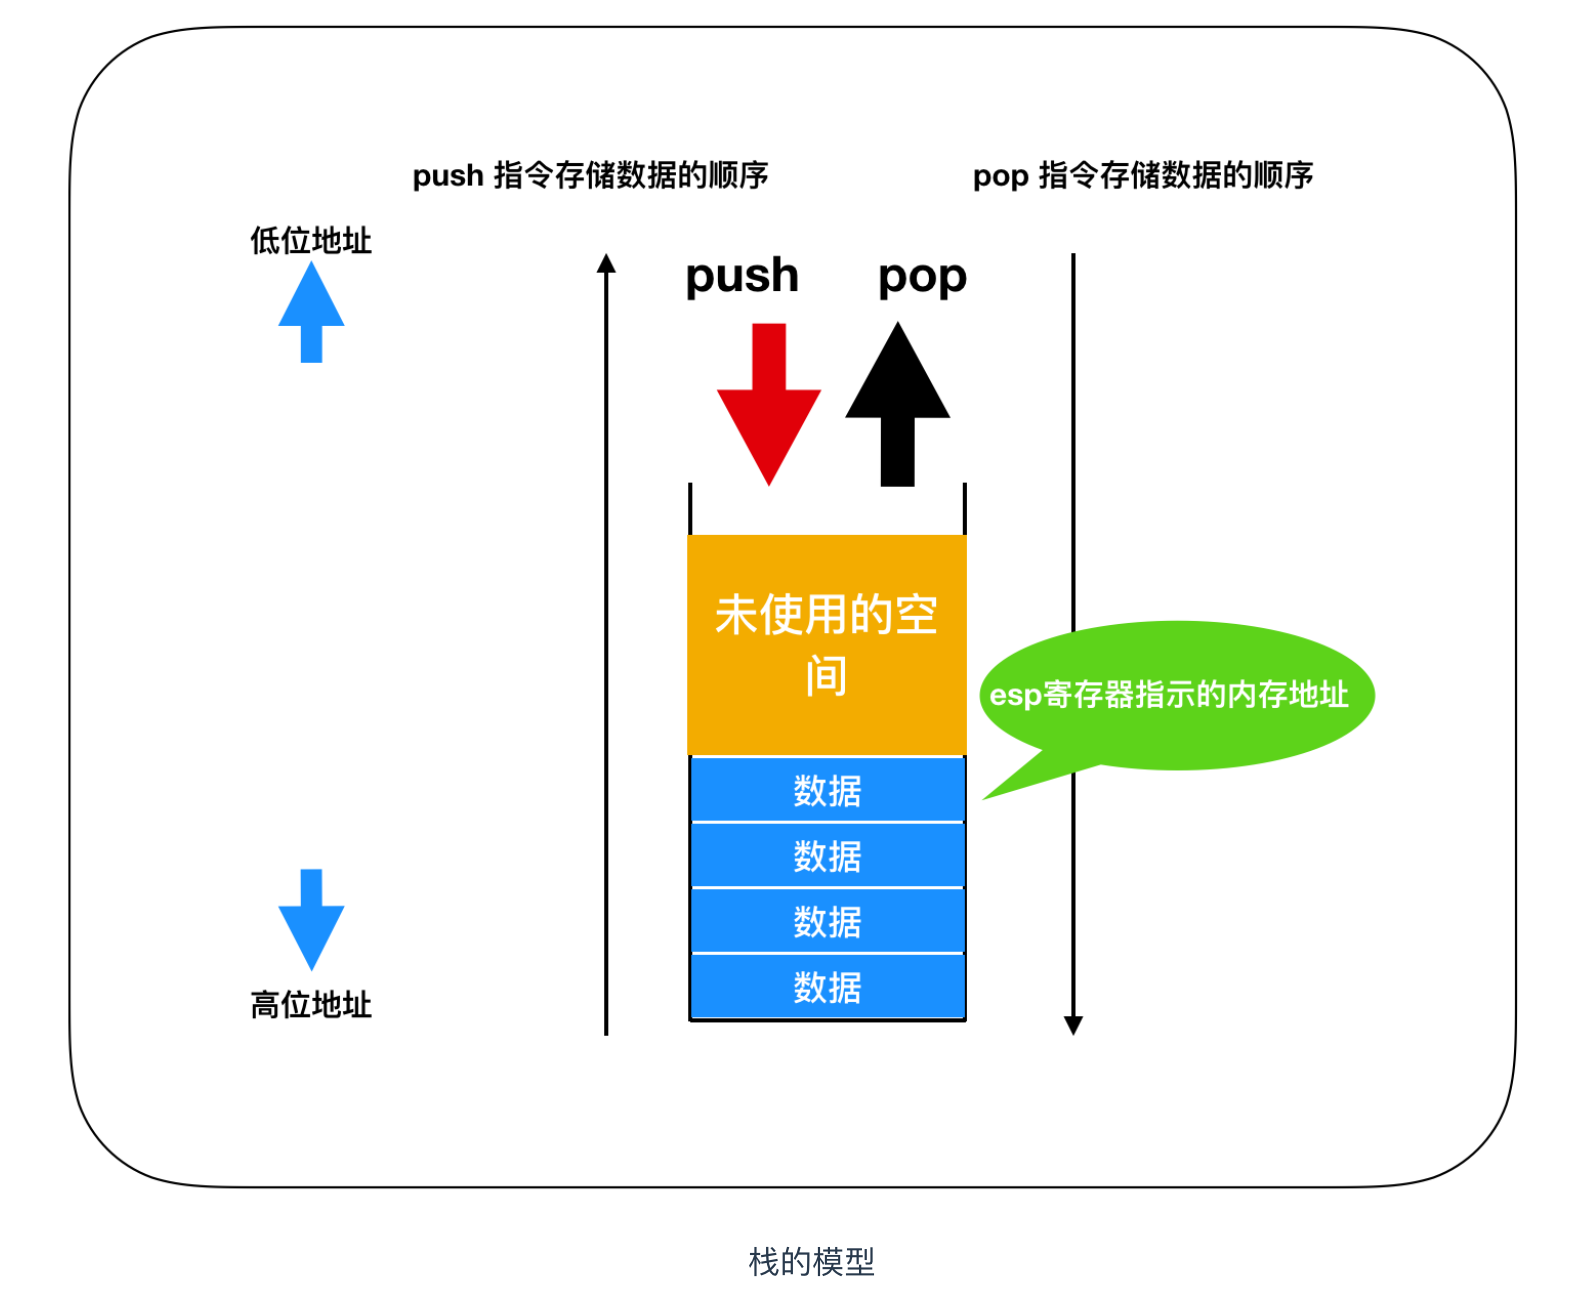 push 指令存储数据的顺序
pop 指令存储数据的顺序
低位地址
push
pop
未使用的空
间
esp寄存器指示的内存地址
数据
数据
数据
数据
高位地址
栈的模型